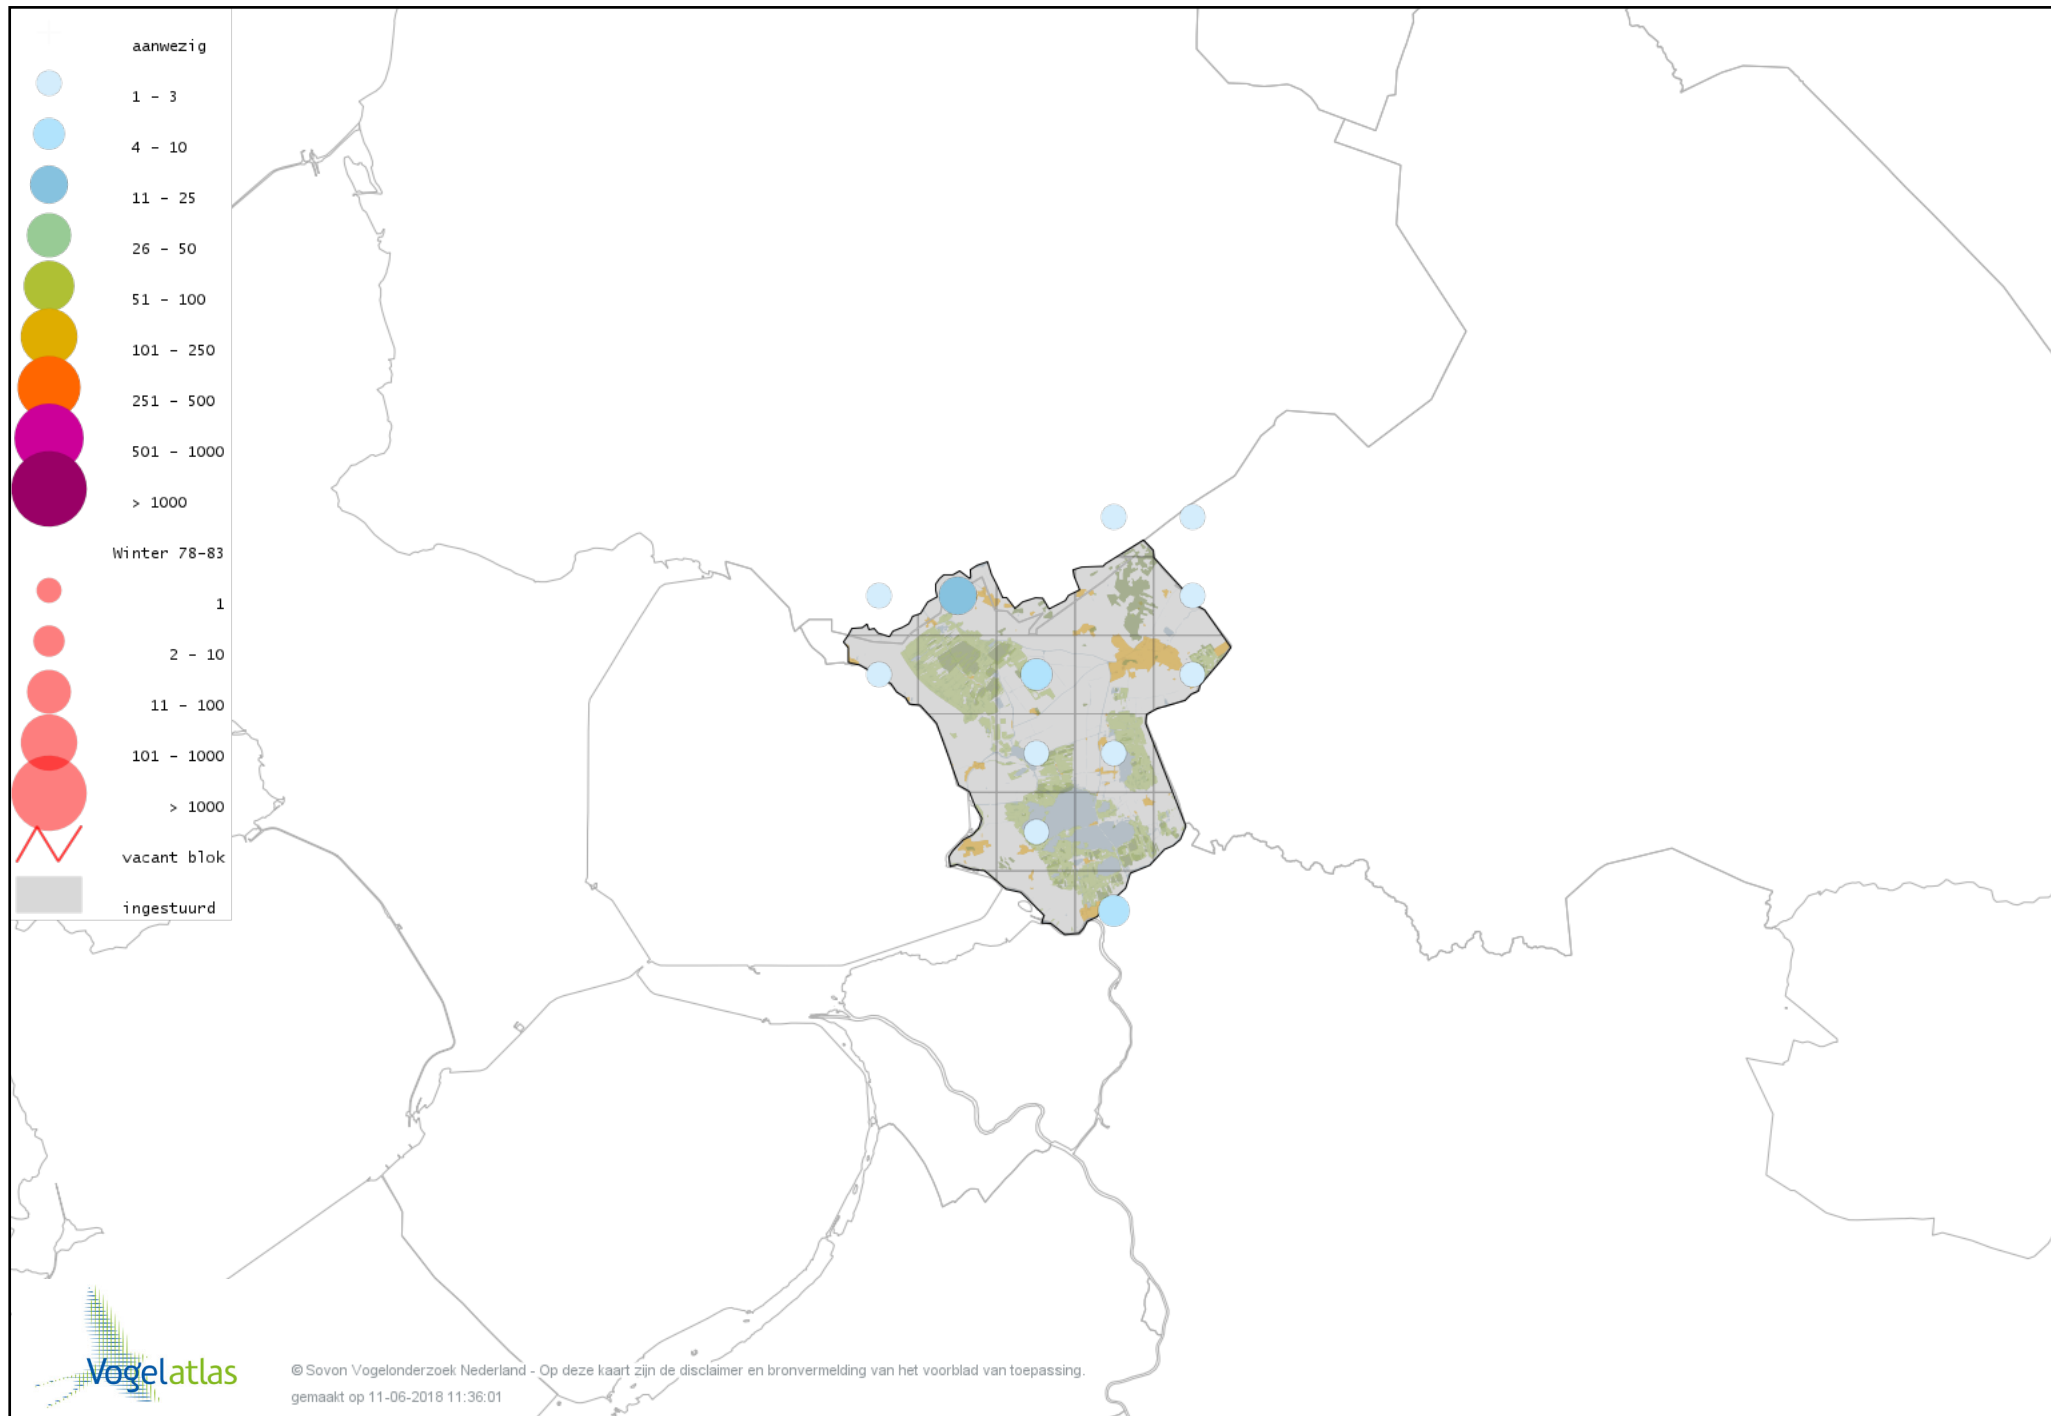 aanwezig
1 - 3
4 - 10
11 - 25
26 - 50
51 - 100
101 - 250
251 - 500
501 - 1000
> 1000
Winter 78-83
1
2 - 10
11 - 100
101 - 1000
> 1000
vacant blok
ingestuurd
Vogelatlas
© Sovon Vogelonderzoek Nederland - Op deze kaart zijn de disclaimer en bronvermelding van het voorblad van toepassing.
gemaakt op 11-06-2018 11:36:01